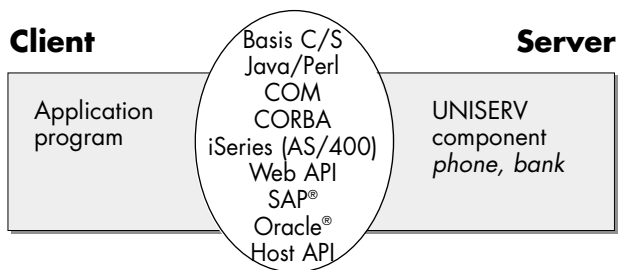 Client
Application
program
Basis C/S
Java/Perl
COM
CORBA
iSeries (AS/400)
Web API
SAP®
Oracle®
Host API
Server
UNISERV
component
phone, bank